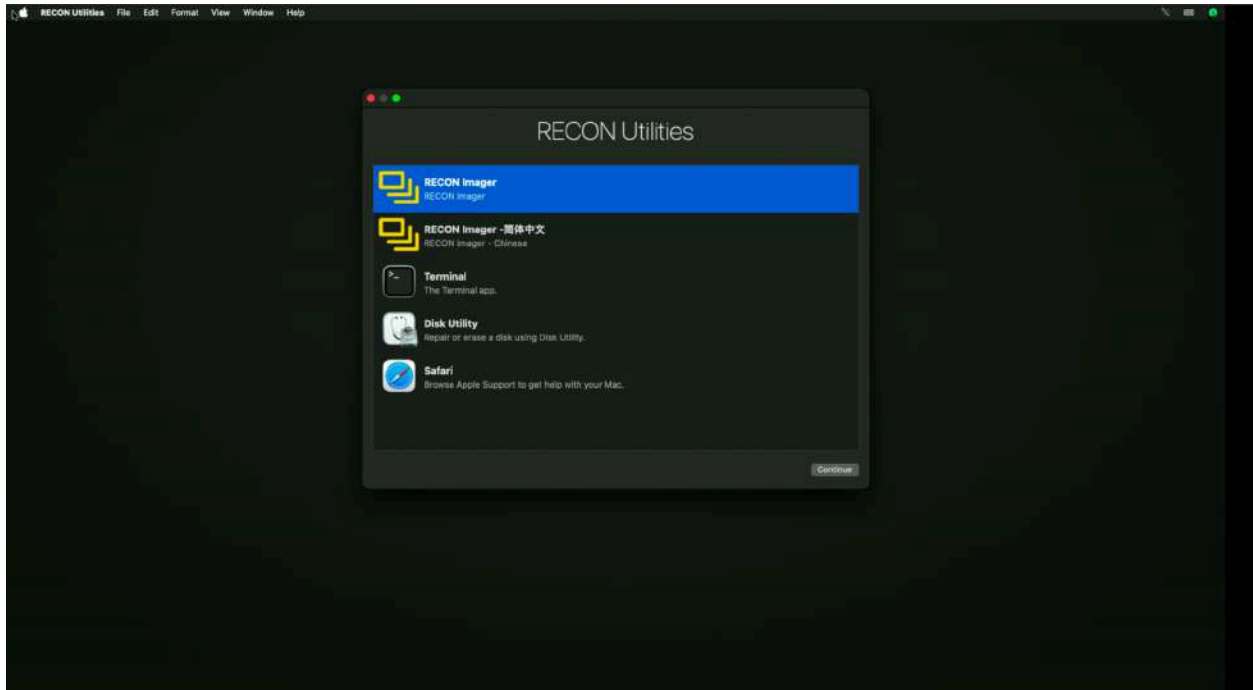 RECON Utilities File Edit Format View Window Help
RECON Utilities
RECON Imager
RECON Imager
RECON Imager -简体中文
RECON Imager - Chinese
Terminal
The Terminal app.
Disk Utility
Repair or erase a disk using Disk Utility.
Safari
Browse Apple Support to get help with your Mac.
Continue